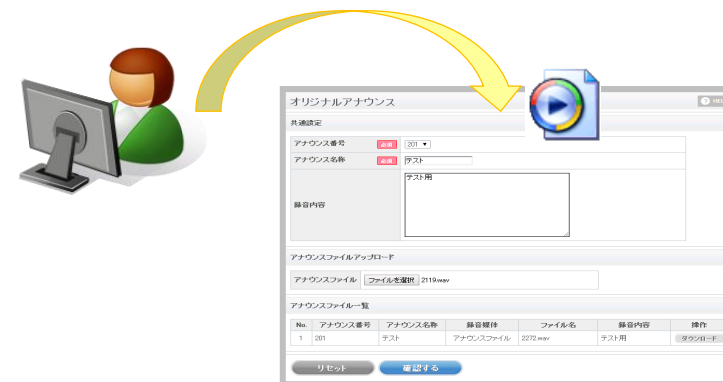 オリジナルアナウンス
共通設定
アナウンス番号 必須 201
アナウンス名称 必須 テスト
録音内容 テスト用
アナウンスファイルアップロード
アナウンスファイル ファイルを選択 2119.wav
アナウンスファイル一覧
No. アナウンス番号 アナウンス名称 録音媒体 ファイル名 録音内容 操作
1 201 テスト アナウンスファイル 2272.wav テスト用 ダウンロード
リセット 確認する